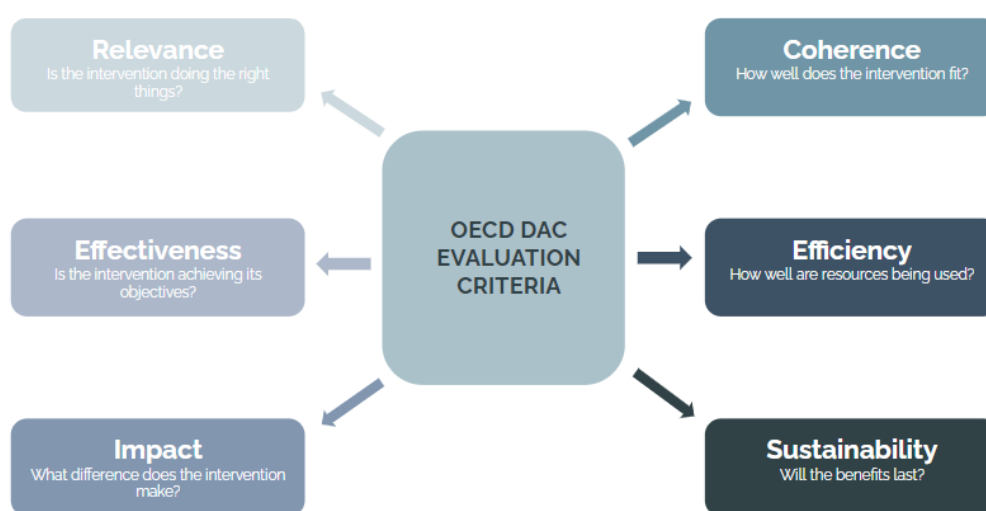 Relevance
Is the intervention doing the right
things?
Coherence
How well does the intervention fit?
OECD DAC
EVALUATION
CRITERIA
Effectiveness
Is the intervention achieving its
objectives?
Efficiency
How well are resources being used?
Impact
What difference does the intervention
make?
Sustainability
Will the benefits last?